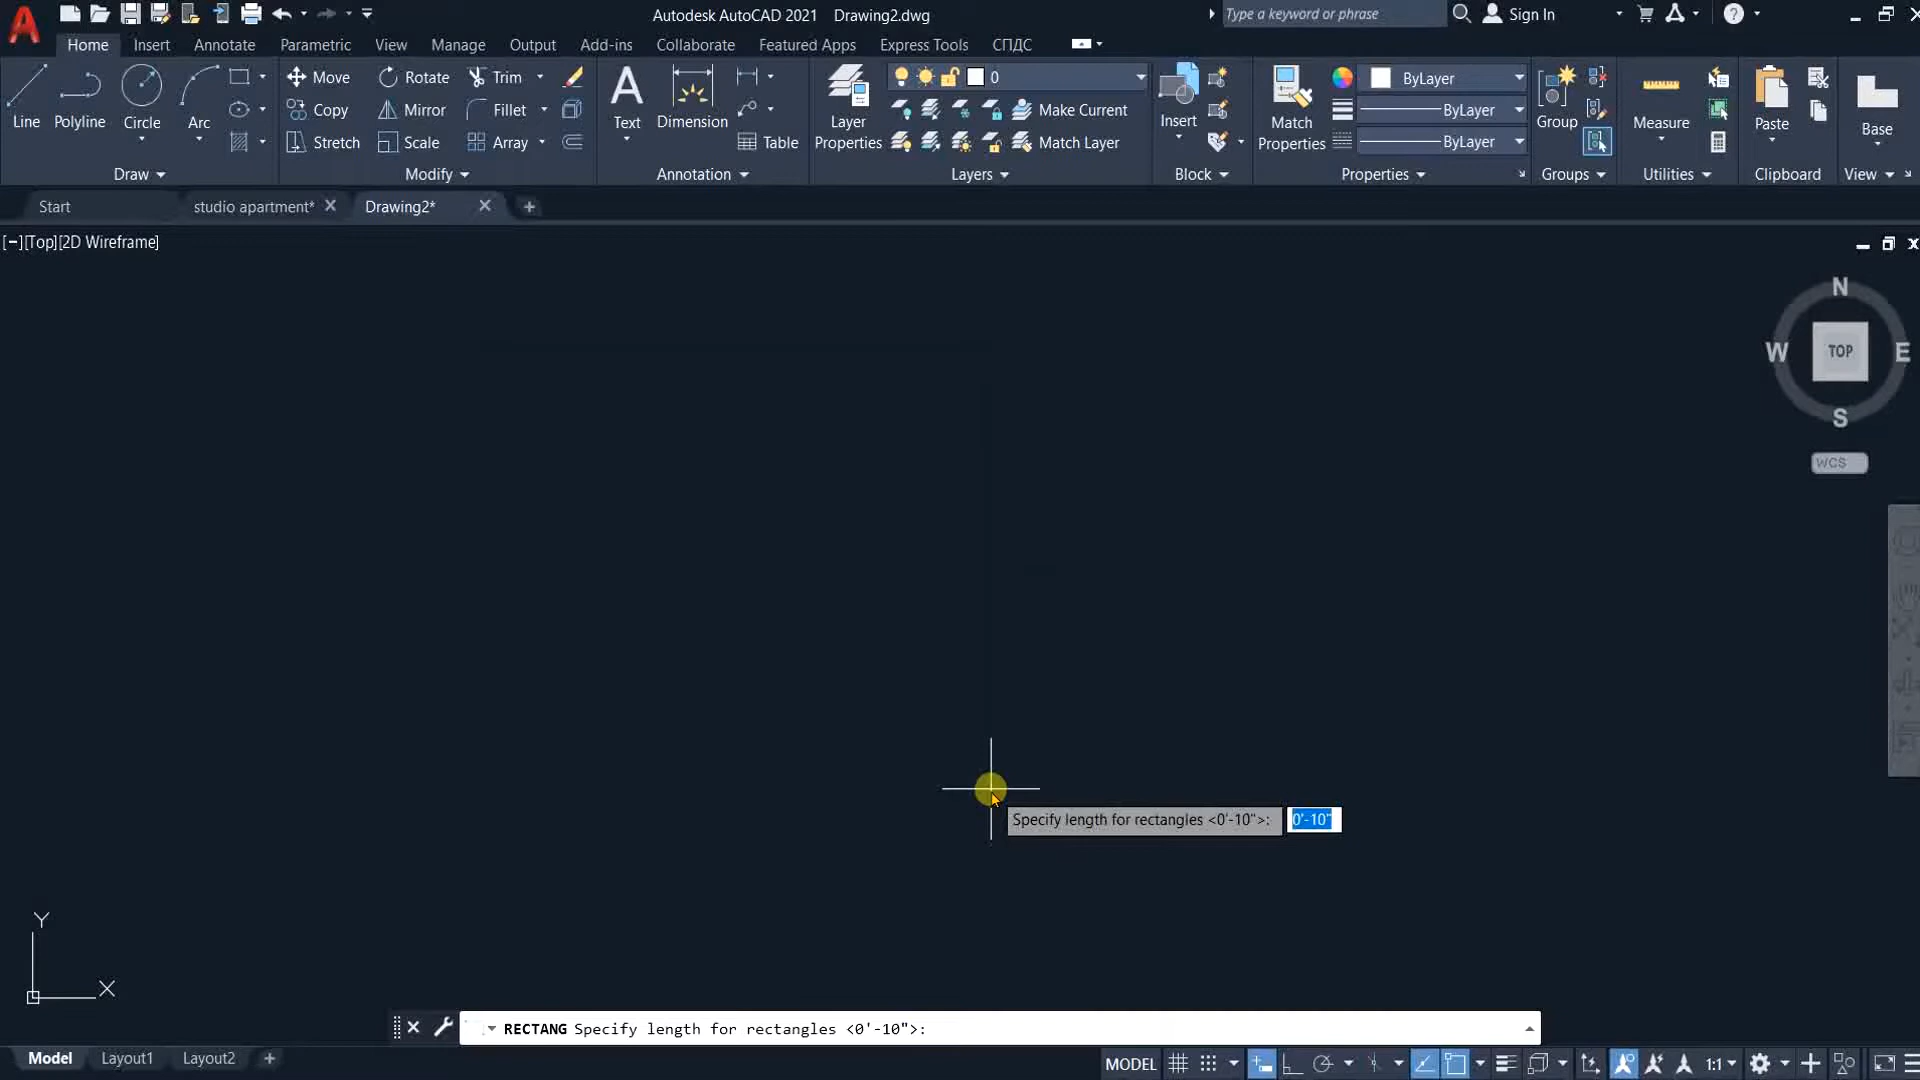 Autodesk AutoCAD 2021 Drawing2.dwg
Type a keyword or phrase
Sign In
Home Insert Annotate Parametric View Manage Output Add-ins Collaborate Featured Apps Express Tools СПДС
Line
Polyline
Circle
Arc
Draw
Move
Rotate
Trim
Copy
Mirror
Fillet
Stretch
Scale
Array
Modify
Text
Dimension
Table
Annotation
Layer
Properties
0
Make Current
Match Layer
Layers
Insert
Block
Match
Properties
ByLayer
ByLayer
ByLayer
Properties
Group
Groups
Measure
Utilities
Paste
Clipboard
Base
View
Start
studio apartment*
Drawing2*
[−][Top][2D Wireframe]
N
W
TOP
E
S
WCS
Specify length for rectangles <0'-10">: 0'-10"
Y
X
RECTANG Specify length for rectangles <0'-10">:
Model Layout1 Layout2
MODEL
1:1